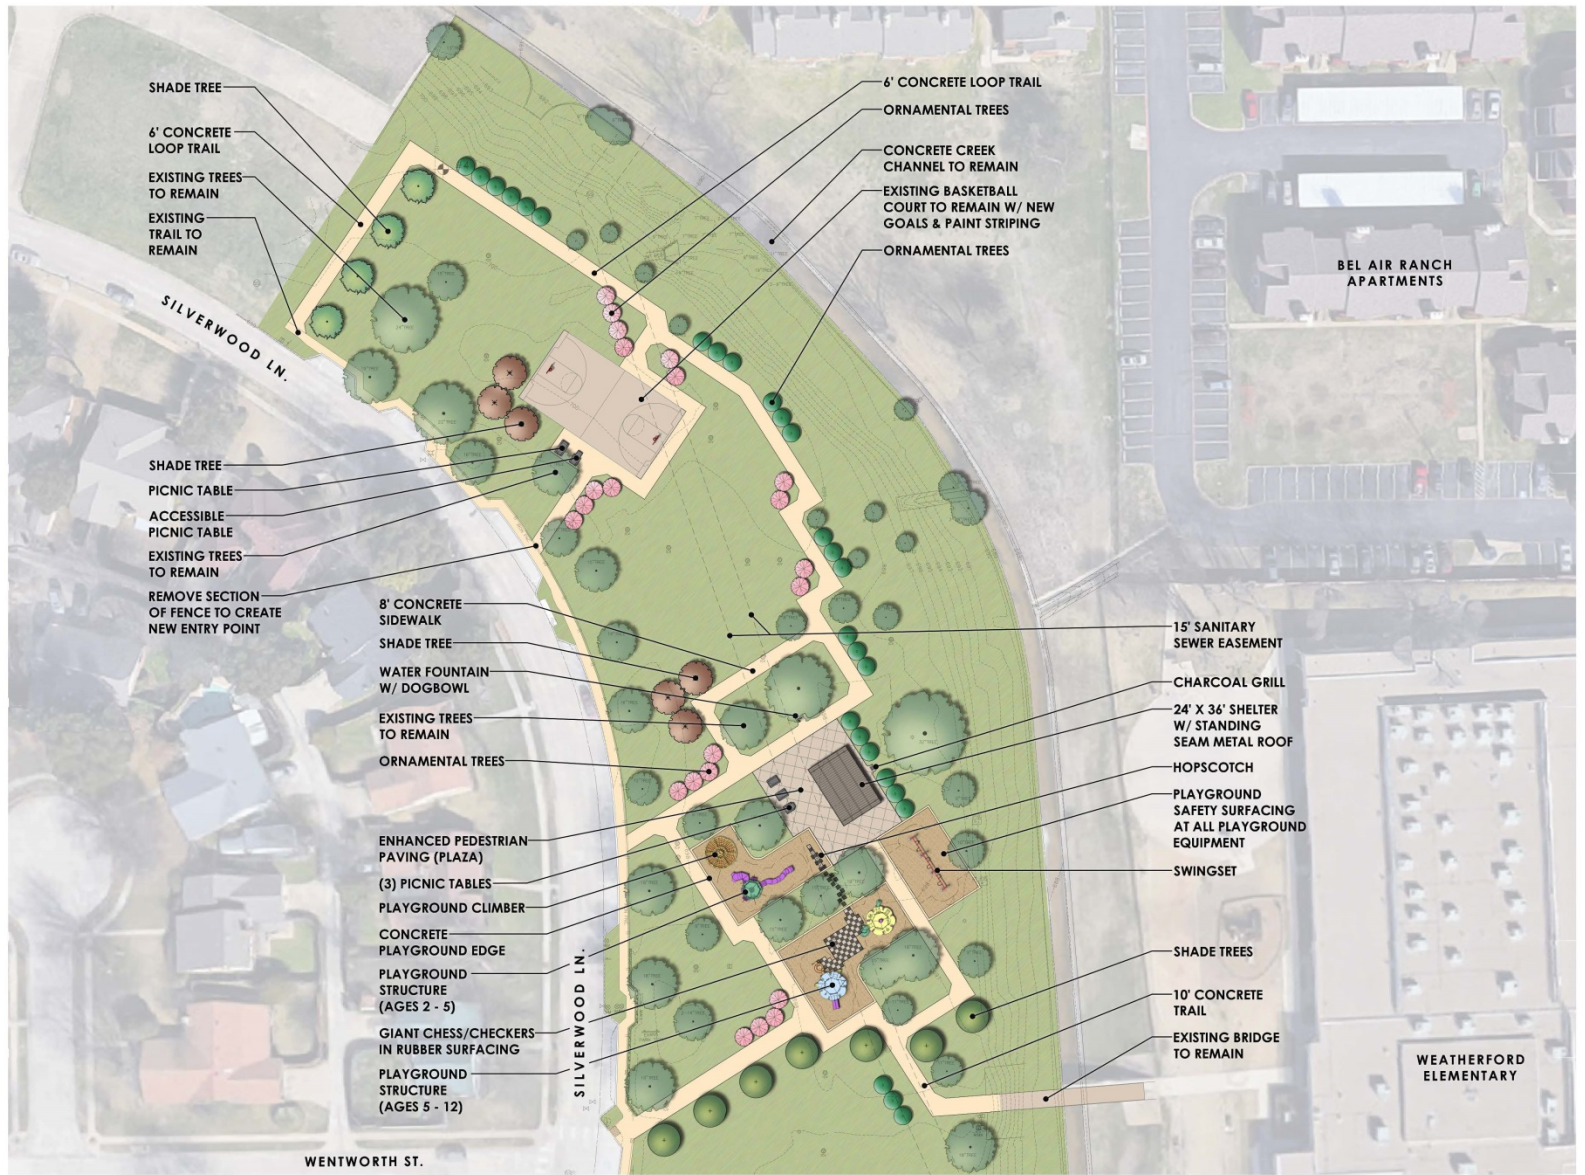 SHADE TREE
6' CONCRETE
LOOP TRAIL
EXISTING TREES
TO REMAIN
EXISTING
TRAIL TO
REMAIN
SILVERWOOD LN.
6' CONCRETE LOOP TRAIL
ORNAMENTAL TREES
CONCRETE CREEK
CHANNEL TO REMAIN
EXISTING BASKETBALL
COURT TO REMAIN W/ NEW
GOALS & PAINT STRIPING
ORNAMENTAL TREES
BEL AIR RANCH
APARTMENTS
SHADE TREE
PICNIC TABLE
ACCESSIBLE
PICNIC TABLE
EXISTING TREES
TO REMAIN
REMOVE SECTION
OF FENCE TO CREATE
NEW ENTRY POINT
8' CONCRETE
SIDEWALK
SHADE TREE
WATER FOUNTAIN
W/ DOGBOWL
EXISTING TREES
TO REMAIN
ORNAMENTAL TREES
ENHANCED PEDESTRIAN
PAVING (PLAZA)
(3) PICNIC TABLES
PLAYGROUND CLIMBER
CONCRETE
PLAYGROUND EDGE
PLAYGROUND
STRUCTURE
(AGES 2 - 5)
GIANT CHESS/CHECKERS
IN RUBBER SURFACING
PLAYGROUND
STRUCTURE
(AGES 5 - 12)
SILVERWOOD LN.
WENTWORTH ST.
15' SANITARY
SEWER EASEMENT
CHARCOAL GRILL
24' X 36' SHELTER
W/ STANDING
SEAM METAL ROOF
HOPSCOTCH
PLAYGROUND
SAFETY SURFACING
AT ALL PLAYGROUND
EQUIPMENT
SWINGSET
SHADE TREES
10' CONCRETE
TRAIL
EXISTING BRIDGE
TO REMAIN
WEATHERFORD
ELEMENTARY